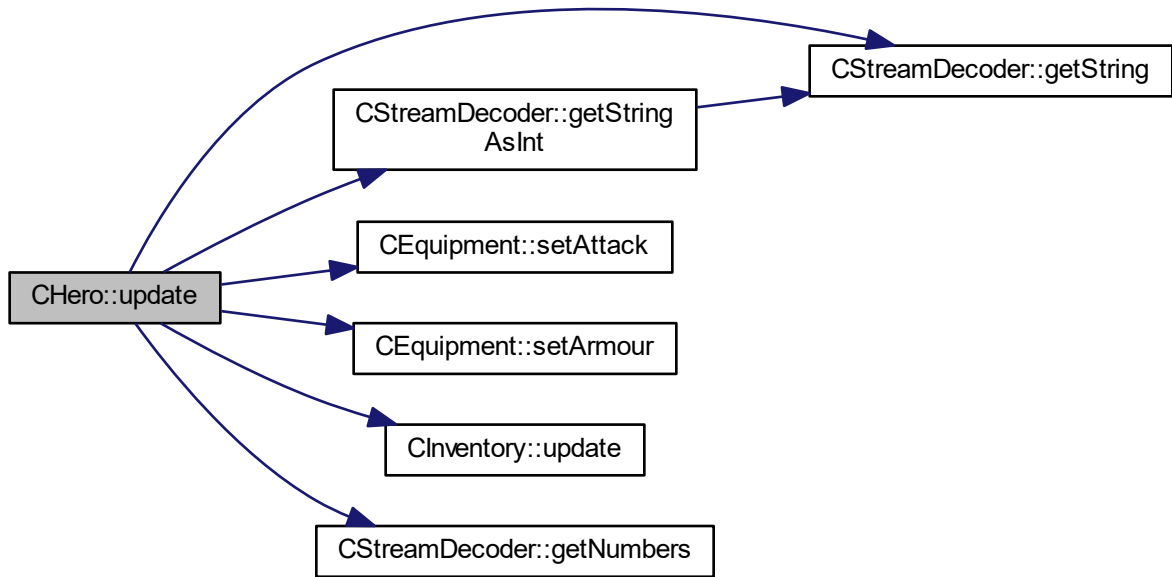 CStreamDecoder::getString
CStreamDecoder::getString
AsInt
CEquipment::setAttack
CHero::update
CEquipment::setArmour
CInventory::update
CStreamDecoder::getNumbers